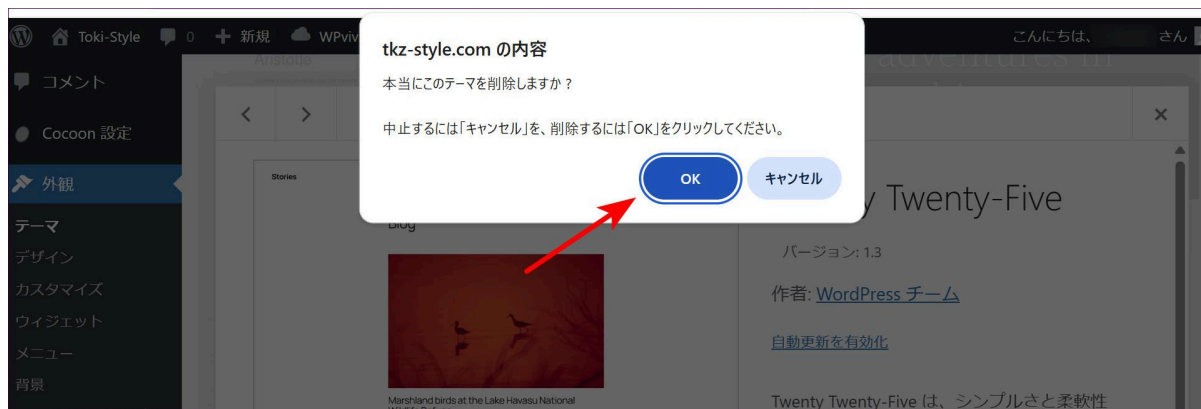 Toki-Style 0 新規 WPviv こんにちは、 さん
Aristotle adventures in
コメント
Cocoon 設定
外観
テーマ
デザイン
カスタマイズ
ウィジェット
メニュー
背景
tkz-style.com の内容
本当にこのテーマを削除しますか ?
中止するには「キャンセル」を、削除するには「OK」をクリックしてください。
OK キャンセル
Stories
Blog
Marshland birds at the Lake Havasu National
y Twenty-Five
バージョン: 1.3
作者: WordPress チーム
自動更新を有効化
Twenty Twenty-Five は、シンプルさと柔軟性